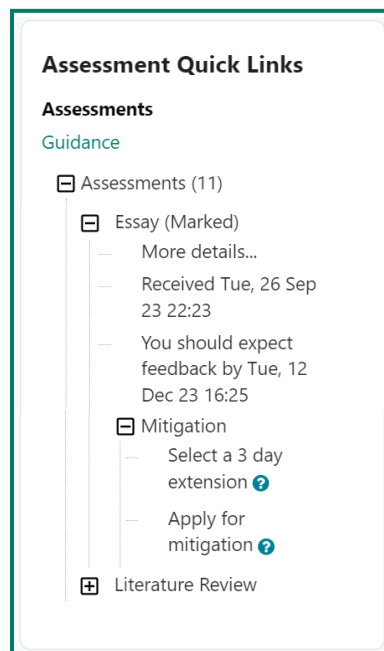 Assessment Quick Links
Assessments
Guidance
Assessments (11)
Essay (Marked)
More details...
Received Tue, 26 Sep
23 22:23
You should expect
feedback by Tue, 12
Dec 23 16:25
Mitigation
Select a 3 day
extension ?
Apply for
mitigation ?
Literature Review